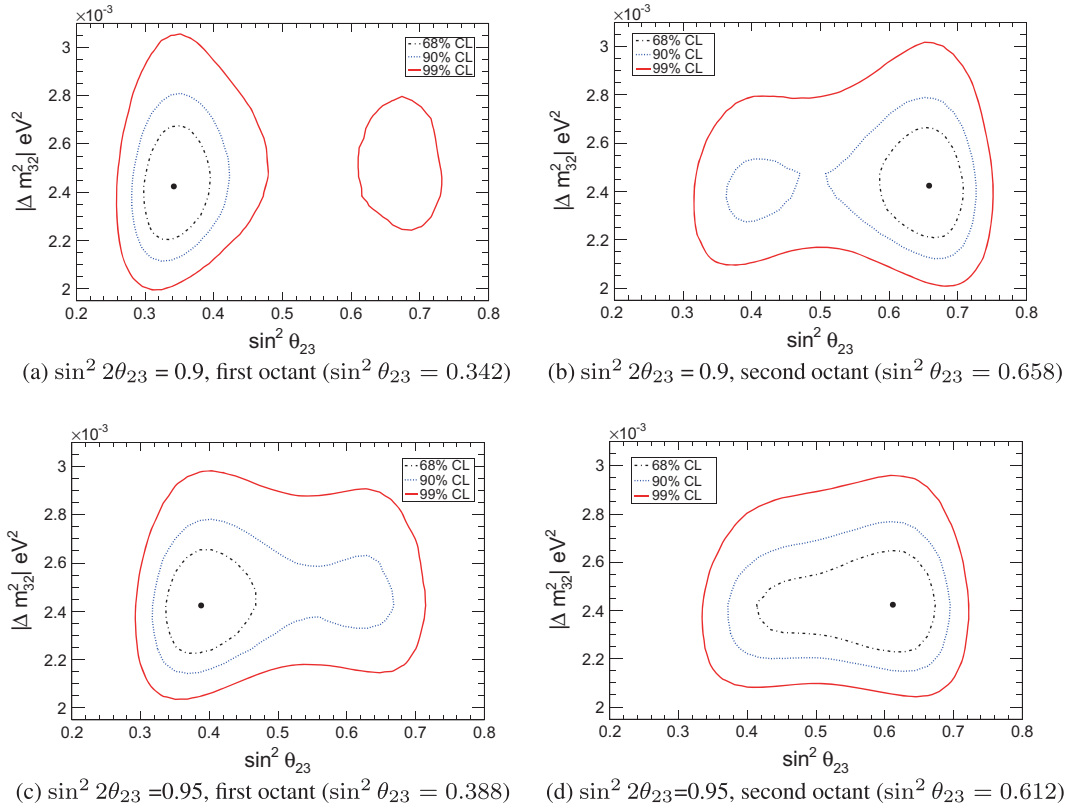 ×10⁻³
3
2.8
2.6
2.4
2.2
2
|Δ m²₃₂| eV²
68% CL
90% CL
99% CL
0.2 0.3 0.4 0.5 0.6 0.7 0.8
sin² θ₂₃
(a) sin² 2θ₂₃ = 0.9, first octant (sin² θ₂₃ = 0.342)
×10⁻³
3
2.8
2.6
2.4
2.2
2
|Δ m²₃₂| eV²
68% CL
90% CL
99% CL
0.2 0.3 0.4 0.5 0.6 0.7 0.8
sin² θ₂₃
(b) sin² 2θ₂₃ = 0.9, second octant (sin² θ₂₃ = 0.658)
×10⁻³
3
2.8
2.6
2.4
2.2
2
|Δ m²₃₂| eV²
68% CL
90% CL
99% CL
0.2 0.3 0.4 0.5 0.6 0.7 0.8
sin² θ₂₃
(c) sin² 2θ₂₃ =0.95, first octant (sin² θ₂₃ = 0.388)
×10⁻³
3
2.8
2.6
2.4
2.2
2
|Δ m²₃₂| eV²
68% CL
90% CL
99% CL
0.2 0.3 0.4 0.5 0.6 0.7 0.8
sin² θ₂₃
(d) sin² 2θ₂₃=0.95, second octant (sin² θ₂₃ = 0.612)